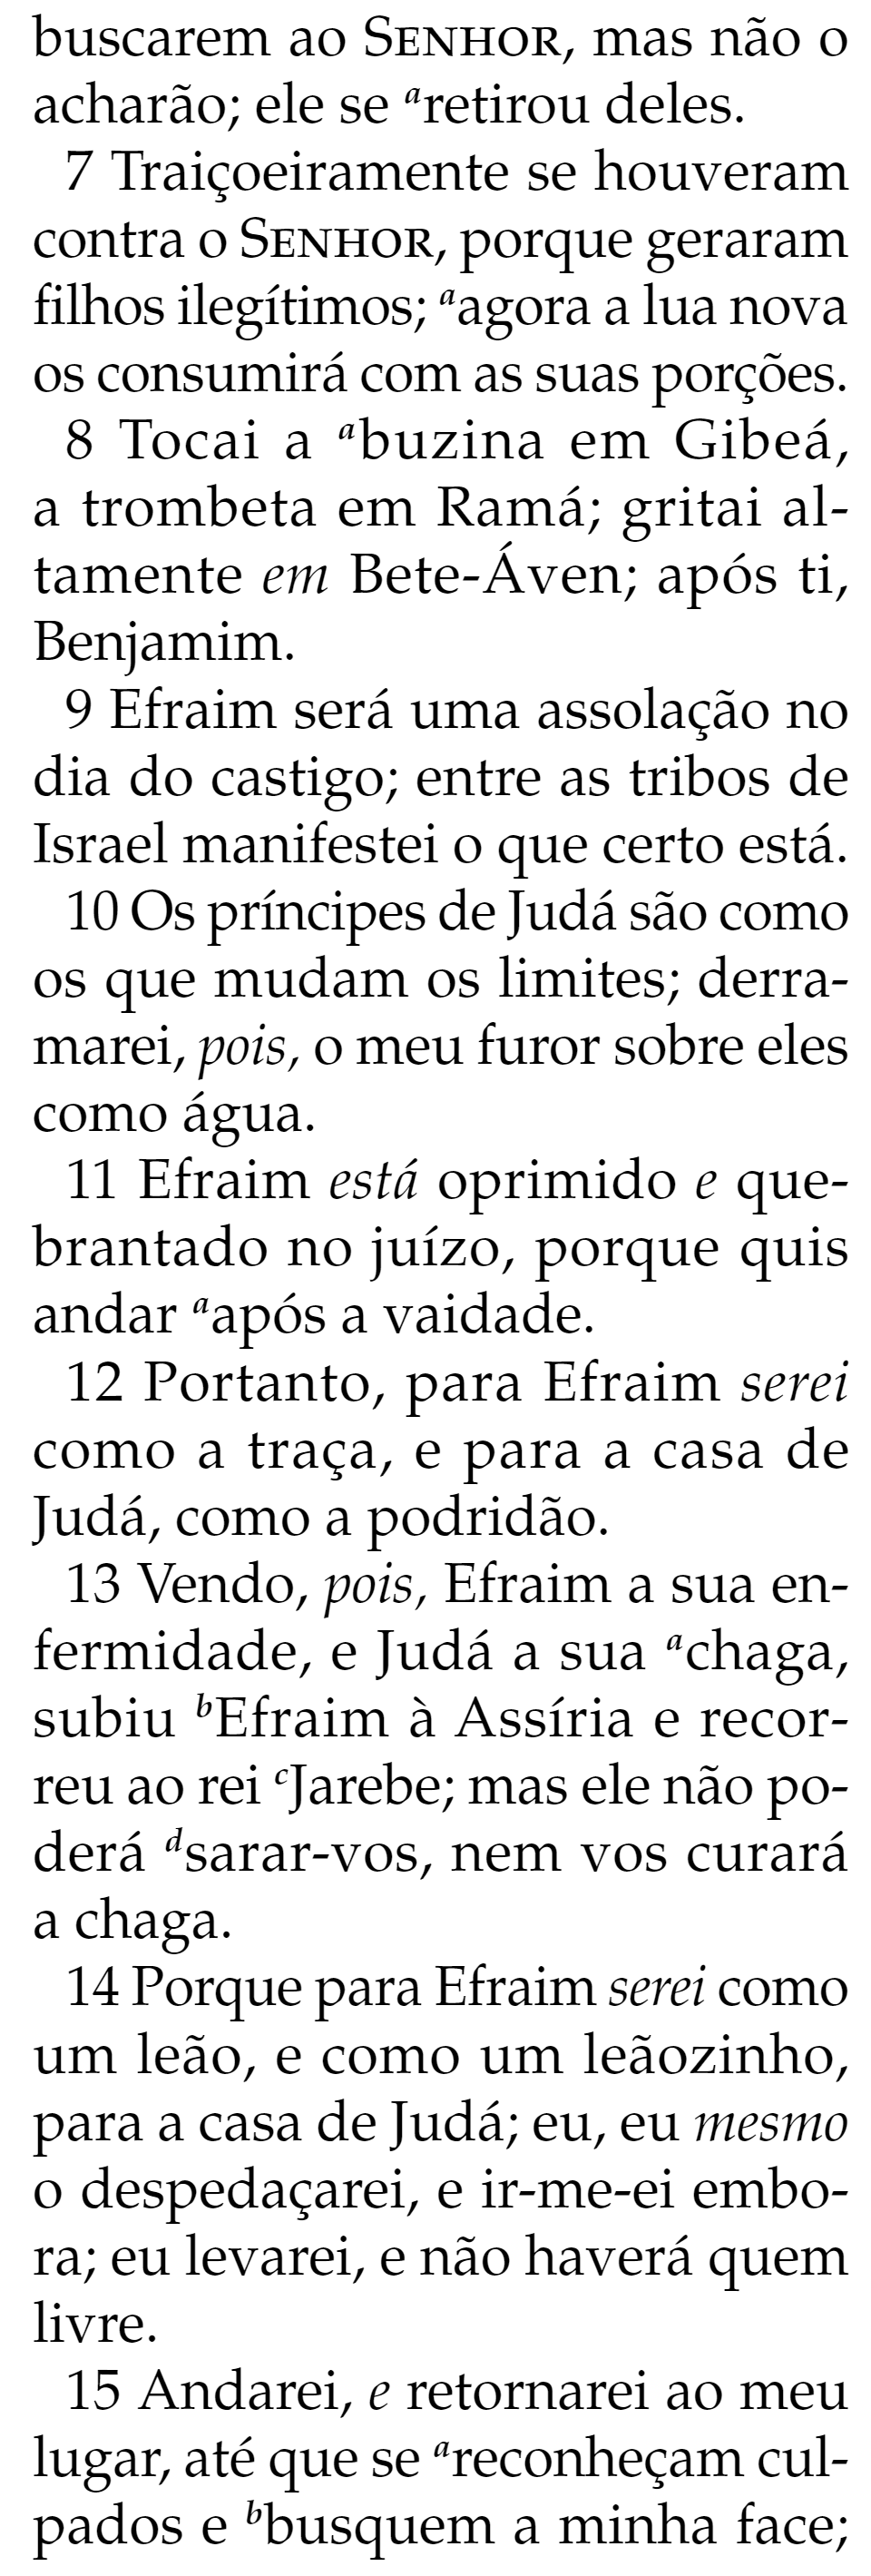 buscarem ao SENHOR, mas não o
acharão; ele se ᵃretirou deles.
7 Traiçoeiramente se houveram
contra o SENHOR, porque geraram
filhos ilegítimos; ᵃagora a lua nova
os consumirá com as suas porções.
8 Tocai a ᵃbuzina em Gibeá,
a trombeta em Ramá; gritai al-
tamente em Bete-Áven; após ti,
Benjamim.
9 Efraim será uma assolação no
dia do castigo; entre as tribos de
Israel manifestei o que certo está.
10 Os príncipes de Judá são como
os que mudam os limites; derra-
marei, pois, o meu furor sobre eles
como água.
11 Efraim está oprimido e que-
brantado no juízo, porque quis
andar ᵃapós a vaidade.
12 Portanto, para Efraim serei
como a traça, e para a casa de
Judá, como a podridão.
13 Vendo, pois, Efraim a sua en-
fermidade, e Judá a sua ᵃchaga,
subiu ᵇEfraim à Assíria e recor-
reu ao rei ᶜJarebe; mas ele não po-
derá ᵈsarar-vos, nem vos curará
a chaga.
14 Porque para Efraim serei como
um leão, e como um leãozinho,
para a casa de Judá; eu, eu mesmo
o despedaçarei, e ir-me-ei embo-
ra; eu levarei, e não haverá quem
livre.
15 Andarei, e retornarei ao meu
lugar, até que se ᵃreconheçam cul-
pados e ᵇbusquem a minha face;